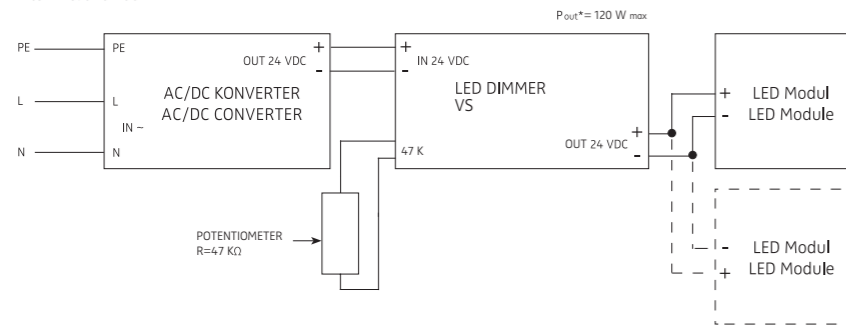 Pout*= 120 W max
PE
PE
OUT 24 VDC
+
-
L
L
AC/DC KONVERTER
AC/DC CONVERTER
IN ~
N
N
+
IN 24 VDC
-
LED DIMMER
VS
47 K
OUT 24 VDC
+
-
POTENTIOMETER
R=47 KΩ
+
-
LED Modul
LED Module
-
+
LED Modul
LED Module